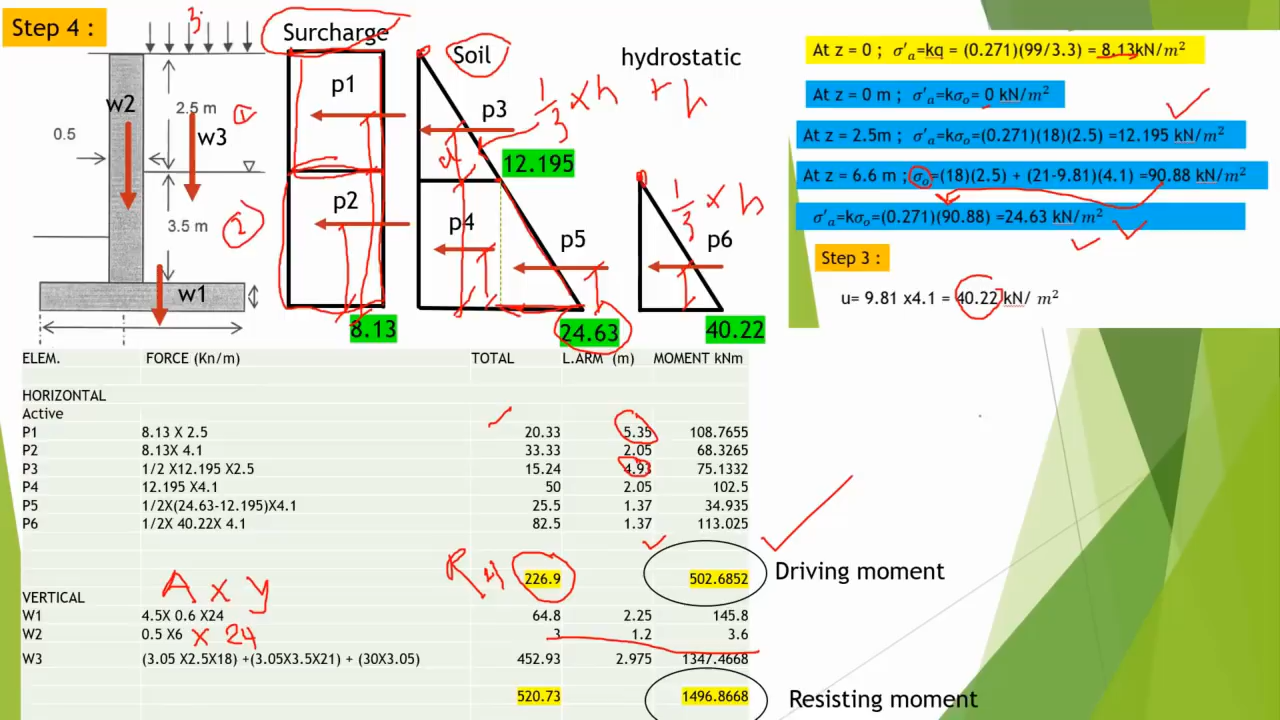 Step 4 :
3
Surcharge
Soil
hydrostatic
w2
2.5 m
1
w3
0.5
3.5 m
2
w1
p1
p2
8.13
p3
1/3 x h + h
12.195
p4
p5
24.63
1/3 x h
p6
40.22
At z = 0 ; σ′ₐ=kq = (0.271)(99/3.3) = 8.13kN/m²
At z = 0 m ; σ′ₐ=kσₒ= 0 kN/m²
At z = 2.5m ; σ′ₐ=kσₒ=(0.271)(18)(2.5) =12.195 kN/m²
At z = 6.6 m ; σₒ=(18)(2.5) + (21-9.81)(4.1) =90.88 kN/m²
σ′ₐ=kσₒ=(0.271)(90.88) =24.63 kN/m²
Step 3 :
u= 9.81 x4.1 = 40.22 kN/ m²
ELEM. FORCE (Kn/m) TOTAL L.ARM (m) MOMENT kNm
HORIZONTAL
Active
P1 8.13 X 2.5 20.33 5.35 108.7655
P2 8.13X 4.1 33.33 2.05 68.3265
P3 1/2 X12.195 X2.5 15.24 4.93 75.1332
P4 12.195 X4.1 50 2.05 102.5
P5 1/2X(24.63-12.195)X4.1 25.5 1.37 34.935
P6 1/2X 40.22X 4.1 82.5 1.37 113.025
R H 226.9 502.6852 Driving moment
A x y
VERTICAL
W1 4.5X 0.6 X24 64.8 2.25 145.8
W2 0.5 X6 x 24 3 1.2 3.6
W3 (3.05 X2.5X18) +(3.05X3.5X21) + (30X3.05) 452.93 2.975 1347.4668
520.73 1496.8668 Resisting moment